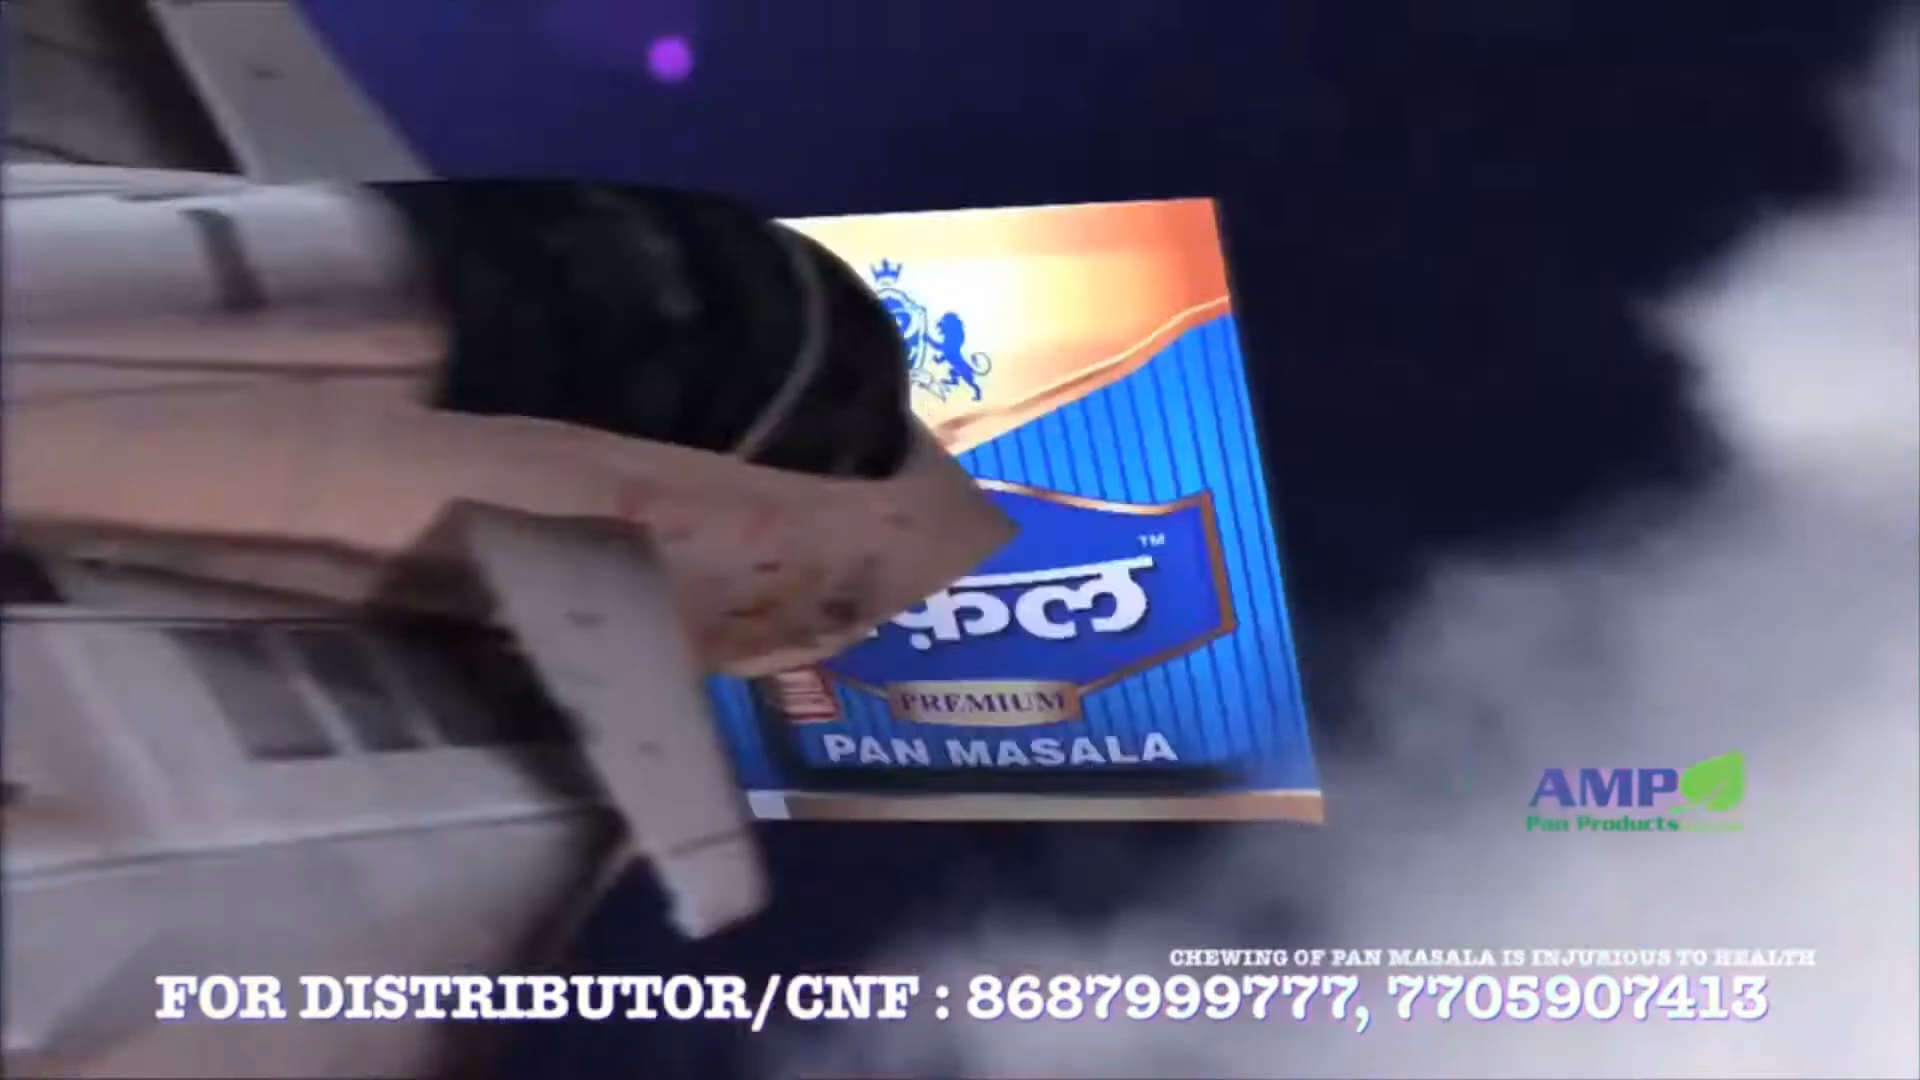 TM
फ़ल
PREMIUM
PAN MASALA
AMP
Pan Products
CHEWING OF PAN MASALA IS INJURIOUS TO HEALTH
FOR DISTRIBUTOR/CNF : 8687999777, 7705907413